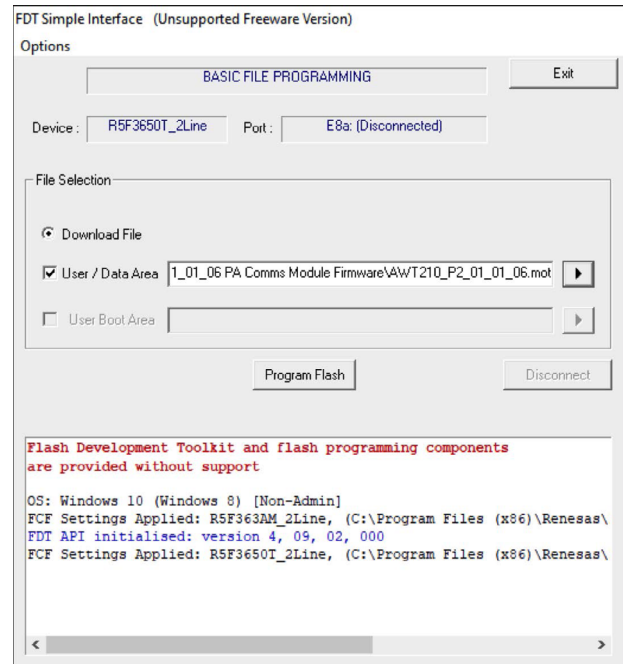 FDT Simple Interface (Unsupported Freeware Version)
Options
BASIC FILE PROGRAMMING
Exit
Device : R5F3650T_2Line Port : E8a: (Disconnected)
File Selection
Download File
User / Data Area 1_01_06 PA Comms Module Firmware\AWT210_P2_01_01_06.mot
User Boot Area
Program Flash Disconnect
Flash Development Toolkit and flash programming components
are provided without support
OS: Windows 10 (Windows 8) [Non-Admin]
FCF Settings Applied: R5F363AM_2Line, (C:\Program Files (x86)\Renesas\
FDT API initialised: version 4, 09, 02, 000
FCF Settings Applied: R5F3650T_2Line, (C:\Program Files (x86)\Renesas\